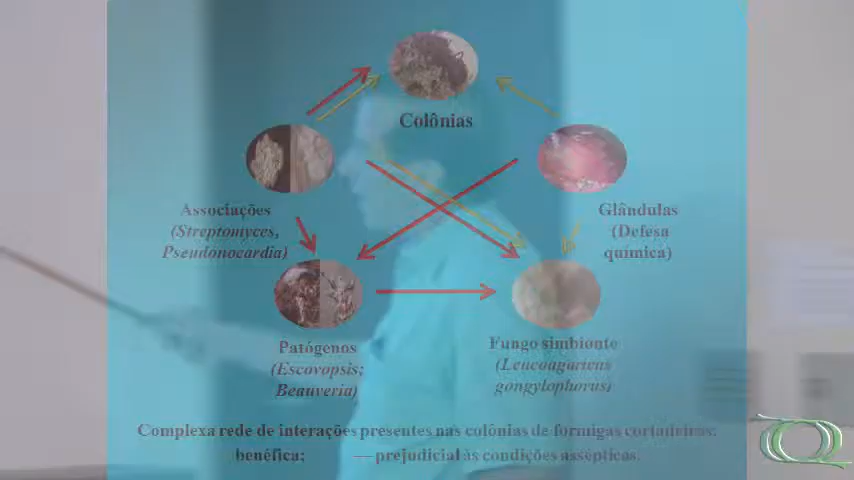 Colônias
Associações
(Streptomyces,
Pseudonocardia)
Glândulas
(Defesa
química)
Patógenos
(Escovopsis;
Beauveria)
Fungo simbionte
(Leucoagaricus
gongylophorus)
Complexa rede de interações presentes nas colônias de formigas cortadeiras:
benéfica; — prejudicial às condições assépticas.